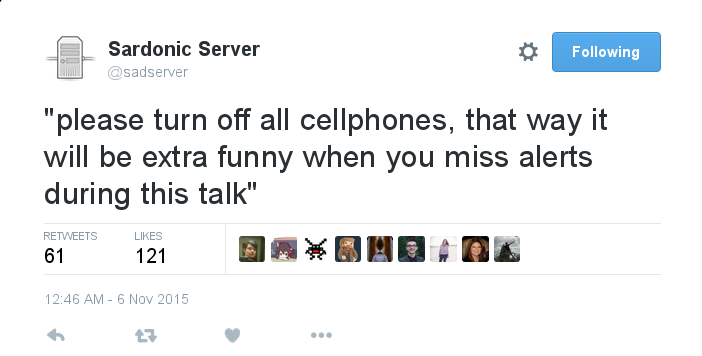 Sardonic Server
@sadserver
Following
"please turn off all cellphones, that way it
will be extra funny when you miss alerts
during this talk"
RETWEETS
61
LIKES
121
12:46 AM - 6 Nov 2015